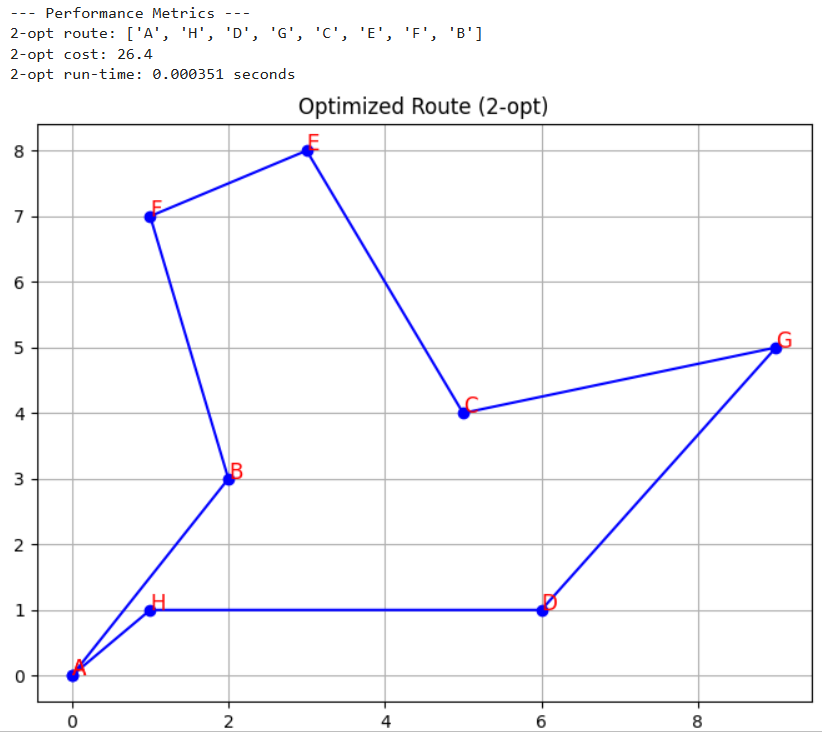 --- Performance Metrics ---
2-opt route: ['A', 'H', 'D', 'G', 'C', 'E', 'F', 'B']
2-opt cost: 26.4
2-opt run-time: 0.000351 seconds
Optimized Route (2-opt)
8
E
F
7
6
5
G
4
C
3
B
2
1
H
D
0
A
0
2
4
6
8